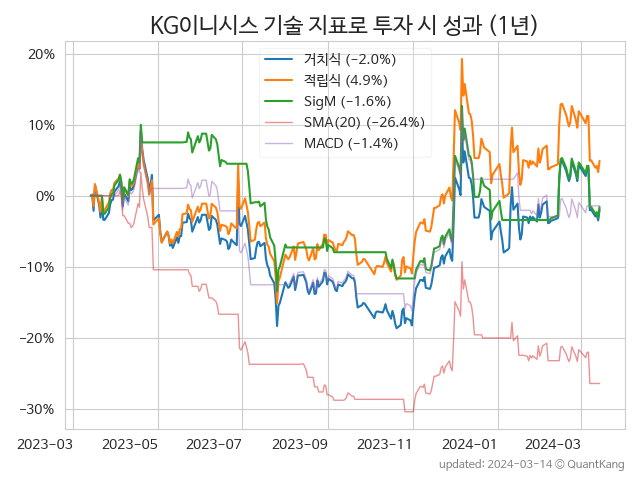 KG이니시스 기술 지표로 투자 시 성과 (1년)
거치식 (−2.0%)
적립식 (4.9%)
SigM (−1.6%)
SMA(20) (−26.4%)
MACD (−1.4%)
20%
10%
0%
−10%
−20%
−30%
2023-03 2023-05 2023-07 2023-09 2023-11 2024-01 2024-03
updated: 2024-03-14 © QuantKang